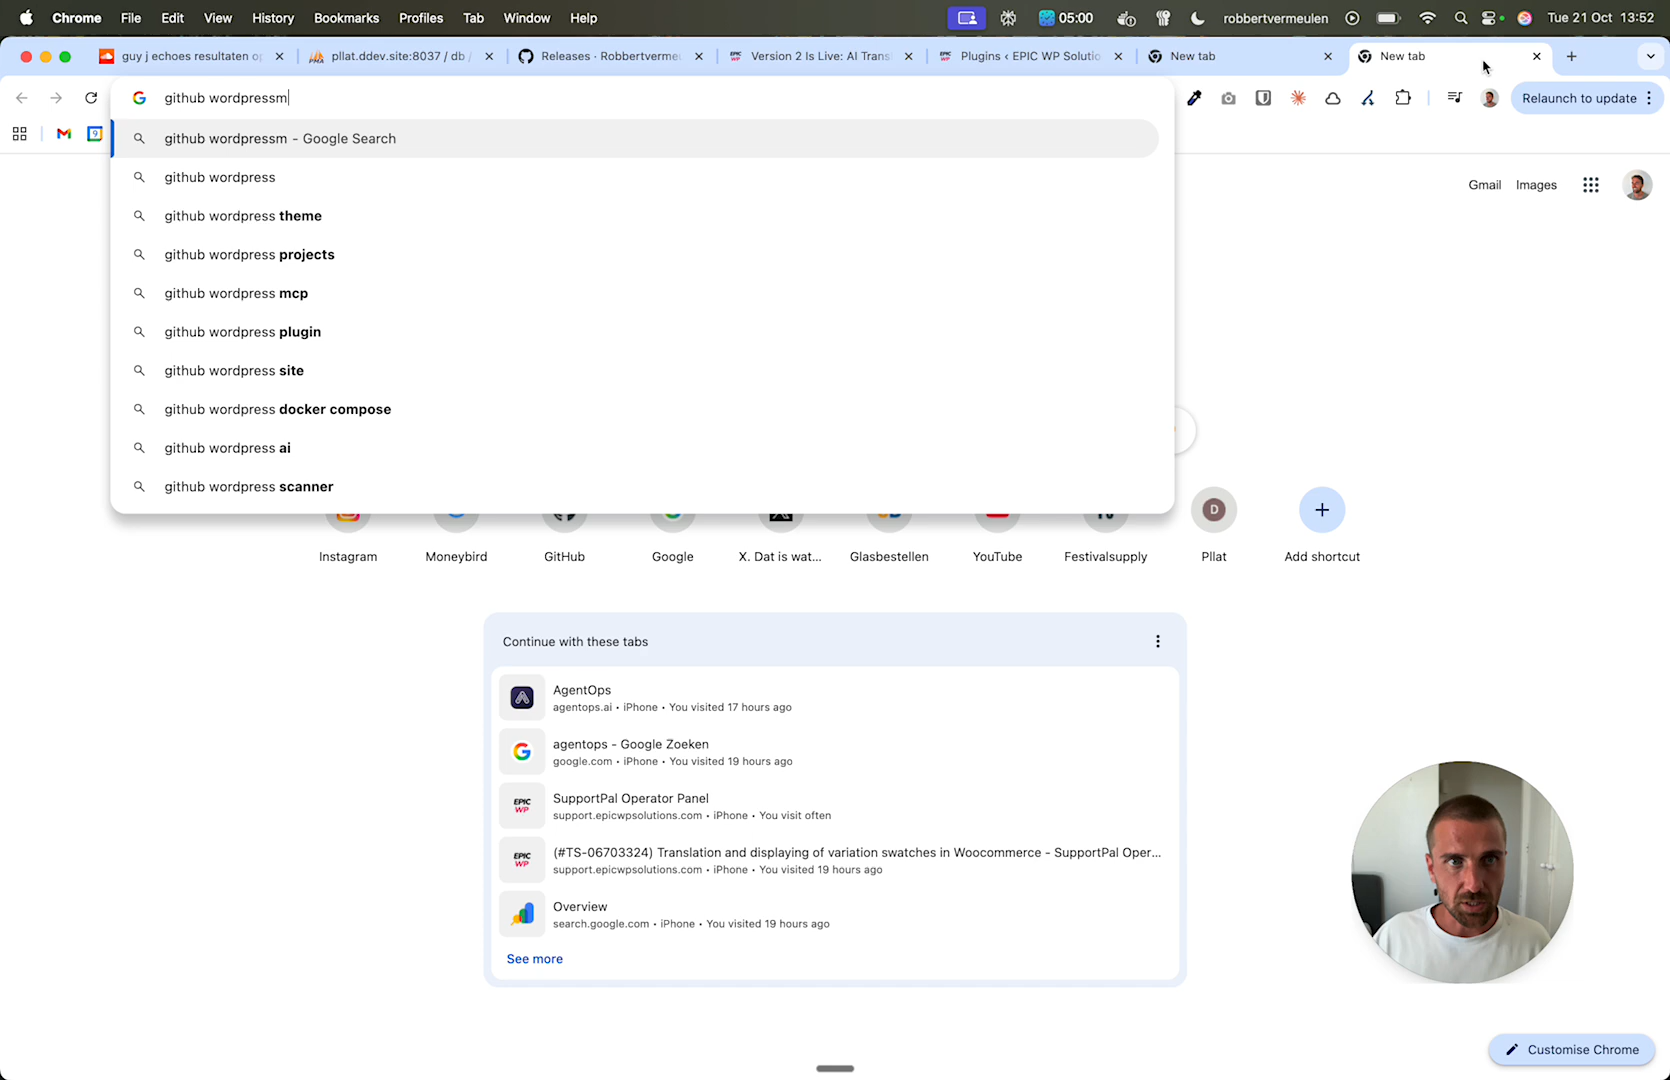 Chrome File Edit View History Bookmarks Profiles Tab Window Help 05:00 robbertvermeulen Tue 21 Oct 13:52
guy j echoes resultaten op pllat.ddev.site:8037 / db / Releases · Robbertverme Version 2 Is Live: AI Trans Plugins ‹ EPIC WP Solutio New tab New tab
github wordpressm Relaunch to update
github wordpressm - Google Search
github wordpress
github wordpress theme
github wordpress projects
github wordpress mcp
github wordpress plugin
github wordpress site
github wordpress docker compose
github wordpress ai
github wordpress scanner
Gmail Images
Instagram Moneybird GitHub Google X. Dat is wat... Glasbestellen YouTube Festivalsupply Pllat Add shortcut
D
Continue with these tabs
AgentOps
agentops.ai • iPhone • You visited 17 hours ago
agentops - Google Zoeken
google.com • iPhone • You visited 19 hours ago
EPIC WP
SupportPal Operator Panel
support.epicwpsolutions.com • iPhone • You visit often
EPIC WP
(#TS-06703324) Translation and displaying of variation swatches in Woocommerce - SupportPal Oper...
support.epicwpsolutions.com • iPhone • You visited 19 hours ago
Overview
search.google.com • iPhone • You visited 19 hours ago
See more
Customise Chrome